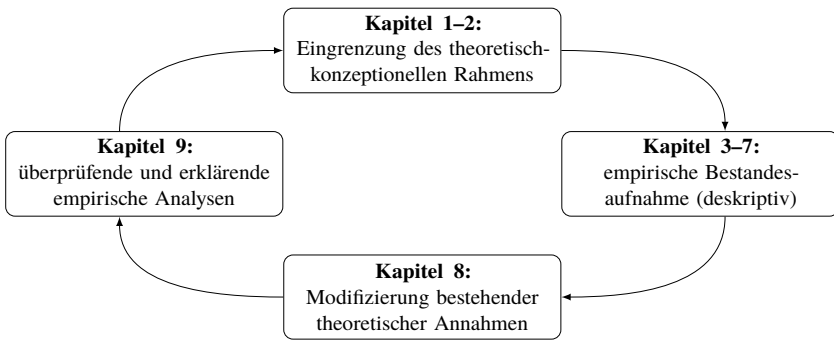 Kapitel 1–2:
Eingrenzung des theoretisch-
konzeptionellen Rahmens
Kapitel 9:
überprüfende und erklärende
empirische Analysen
Kapitel 3–7:
empirische Bestandes-
aufnahme (deskriptiv)
Kapitel 8:
Modifizierung bestehender
theoretischer Annahmen